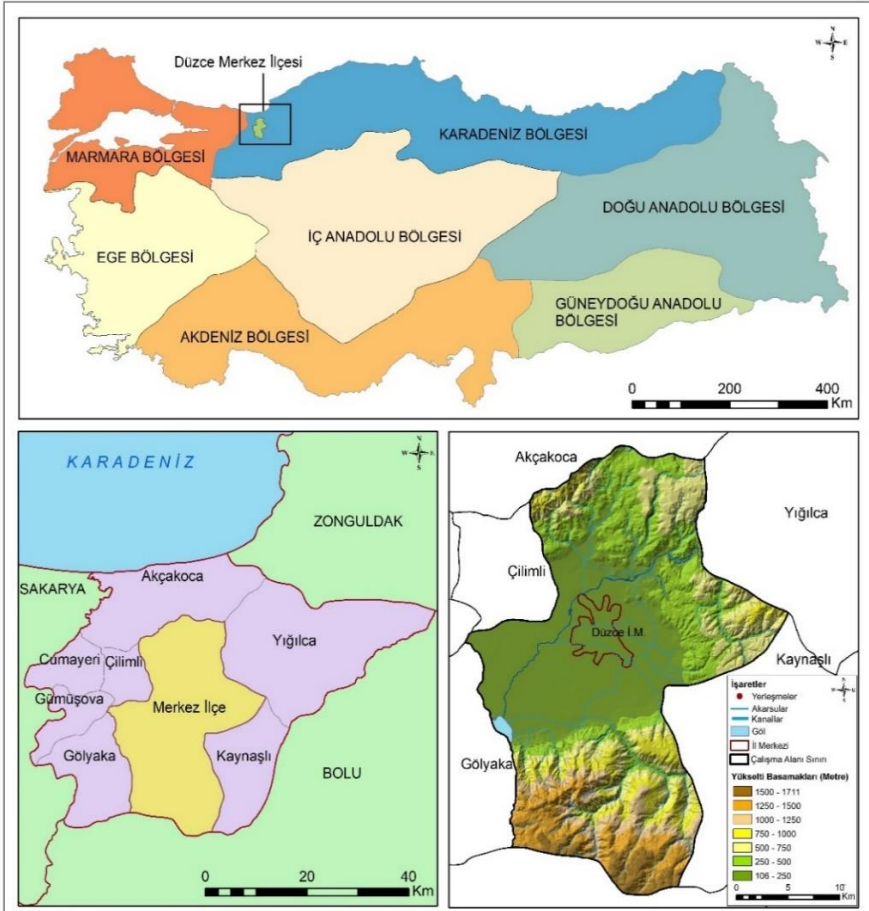 N
W E
S
Düzce Merkez İlçesi
KARADENİZ BÖLGESİ
MARMARA BÖLGESİ
DOĞU ANADOLU BÖLGESİ
İÇ ANADOLU BÖLGESİ
EGE BÖLGESİ
GÜNEYDOĞU ANADOLU
BÖLGESİ
AKDENİZ BÖLGESİ
0 200 400
Km
KARADENİZ
N
W E
S
ZONGULDAK
SAKARYA
Akçakoca
Yığılca
Cumayeri
Çilimli
Gümüşova
Merkez İlçe
Gölyaka
Kaynaşlı
BOLU
0 20 40
Km
N
W E
S
Akçakoca
Yığılca
Çilimli
Düzce İ.M.
Kaynaşlı
Gölyaka
İşaretler
Yerleşmeler
Akarsular
Kanallar
Göl
İl Merkezi
Çalışma Alanı Sınırı
Yükselti Basamakları (Metre)
1500 - 1711
1250 - 1500
1000 - 1250
750 - 1000
500 - 750
250 - 500
106 - 250
0 5 10
Km